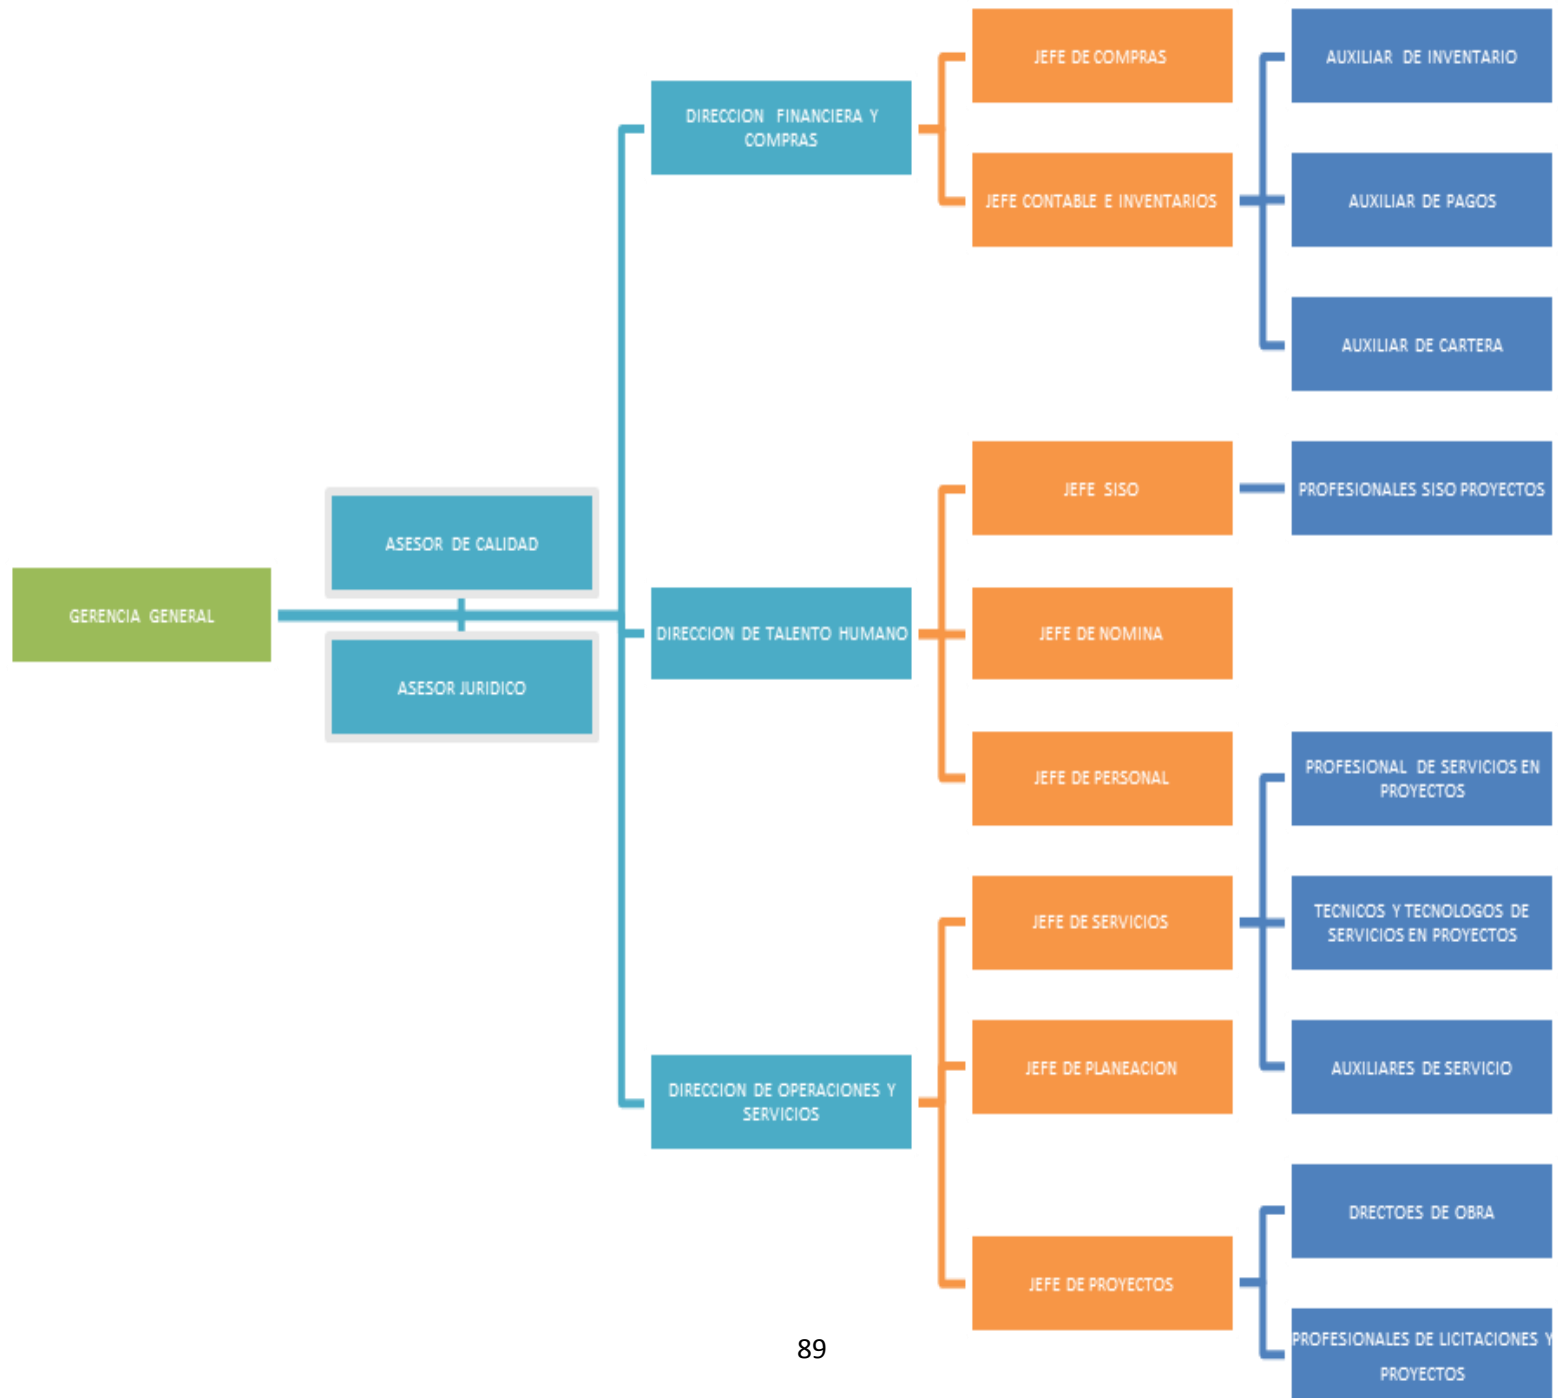 GERENCIA GENERAL
ASESOR DE CALIDAD
ASESOR JURIDICO
DIRECCION FINANCIERA Y
COMPRAS
JEFE DE COMPRAS
JEFE CONTABLE E INVENTARIOS
AUXILIAR DE INVENTARIO
AUXILIAR DE PAGOS
AUXILIAR DE CARTERA
DIRECCION DE TALENTO HUMANO
JEFE SISO
PROFESIONALES SISO PROYECTOS
JEFE DE NOMINA
JEFE DE PERSONAL
DIRECCION DE OPERACIONES Y
SERVICIOS
JEFE DE SERVICIOS
PROFESIONAL DE SERVICIOS EN
PROYECTOS
TECNICOS Y TECNOLOGOS DE
SERVICIOS EN PROYECTOS
AUXILIARES DE SERVICIO
JEFE DE PLANEACION
JEFE DE PROYECTOS
DRECTOES DE OBRA
PROFESIONALES DE LICITACIONES Y
PROYECTOS
89